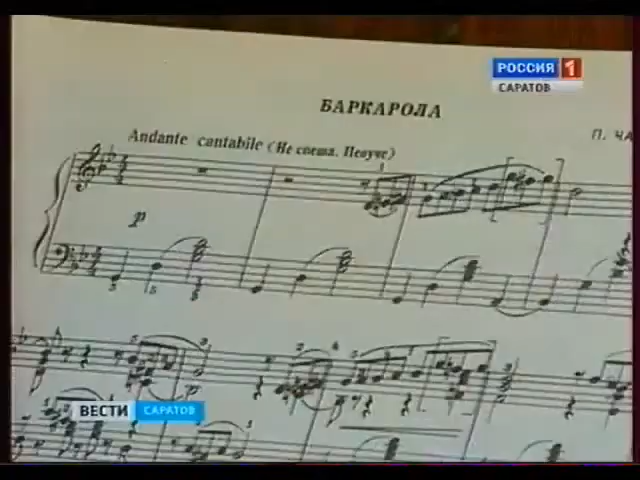 РОССИЯ 1
САРАТОВ
БАРКАРОЛА
П. ЧА
Andante cantabile (Не спеша. Певуче)
p
p
ВЕСТИ САРАТОВ